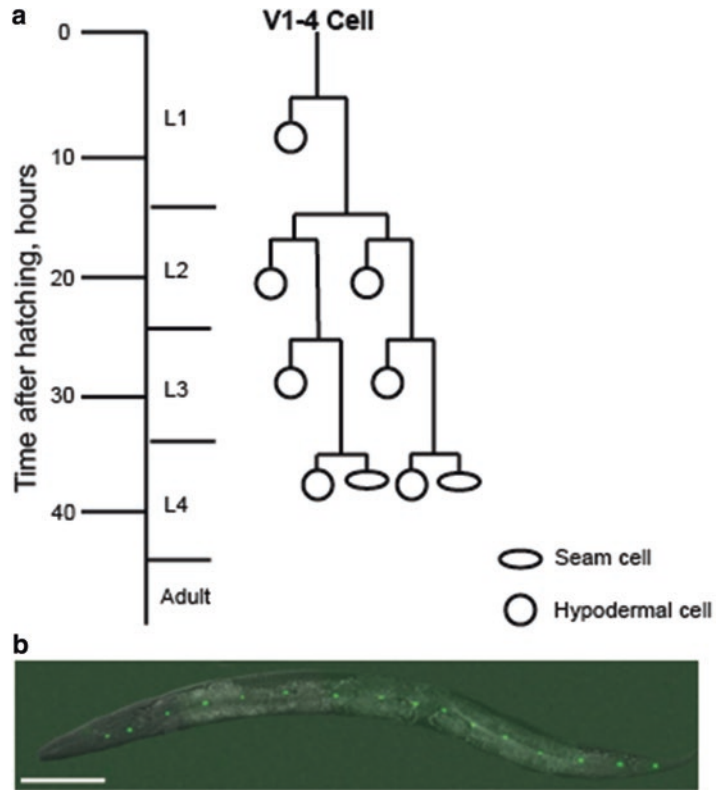 a
V1-4 Cell
0
L1
10
L2
20
L3
30
L4
40
Adult
Time after hatching, hours
Seam cell
Hypodermal cell
b